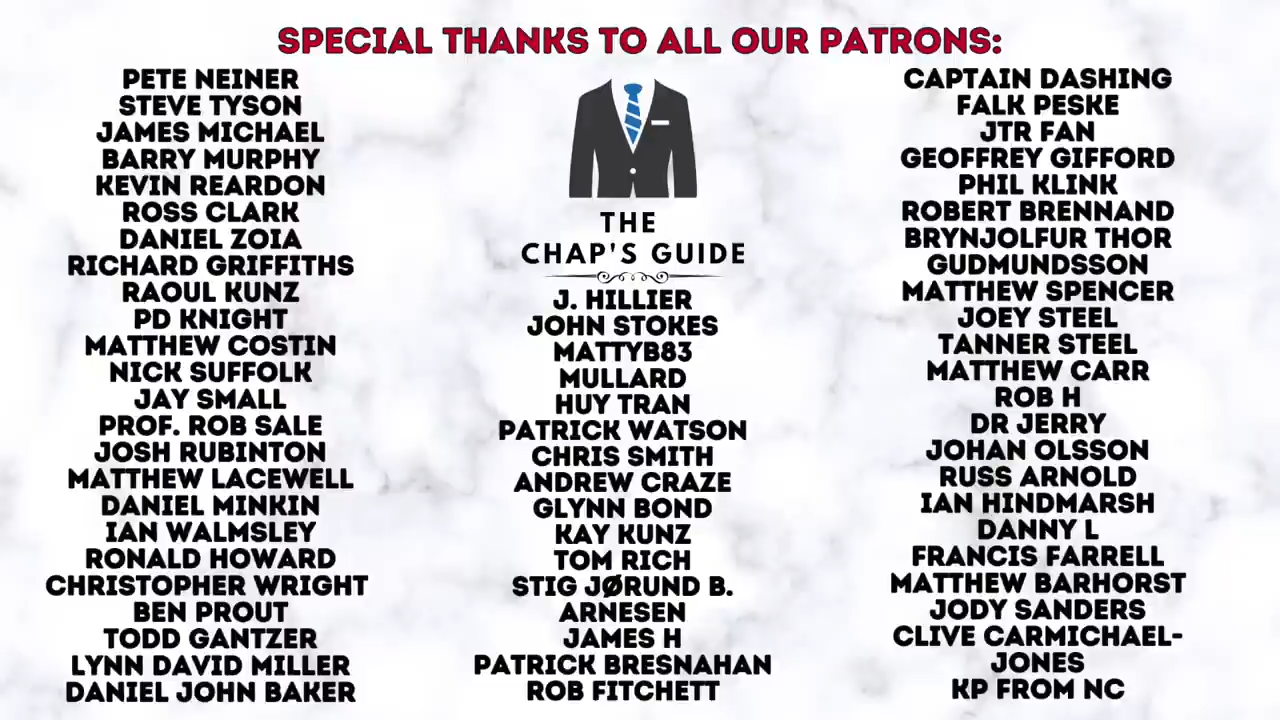 SPECIAL THANKS TO ALL OUR PATRONS:
PETE NEINER
STEVE TYSON
JAMES MICHAEL
BARRY MURPHY
KEVIN REARDON
ROSS CLARK
DANIEL ZOIA
RICHARD GRIFFITHS
RAOUL KUNZ
PD KNIGHT
MATTHEW COSTIN
NICK SUFFOLK
JAY SMALL
PROF. ROB SALE
JOSH RUBINTON
MATTHEW LACEWELL
DANIEL MINKIN
IAN WALMSLEY
RONALD HOWARD
CHRISTOPHER WRIGHT
BEN PROUT
TODD GANTZER
LYNN DAVID MILLER
DANIEL JOHN BAKER
THE
CHAP'S GUIDE
J. HILLIER
JOHN STOKES
MATTYB83
MULLARD
HUY TRAN
PATRICK WATSON
CHRIS SMITH
ANDREW CRAZE
GLYNN BOND
KAY KUNZ
TOM RICH
STIG JØRUND B.
ARNESEN
JAMES H
PATRICK BRESNAHAN
ROB FITCHETT
CAPTAIN DASHING
FALK PESKE
JTR FAN
GEOFFREY GIFFORD
PHIL KLINK
ROBERT BRENNAND
BRYNJOLFUR THOR
GUDMUNDSSON
MATTHEW SPENCER
JOEY STEEL
TANNER STEEL
MATTHEW CARR
ROB H
DR JERRY
JOHAN OLSSON
RUSS ARNOLD
IAN HINDMARSH
DANNY L
FRANCIS FARRELL
MATTHEW BARHORST
JODY SANDERS
CLIVE CARMICHAEL-
JONES
KP FROM NC